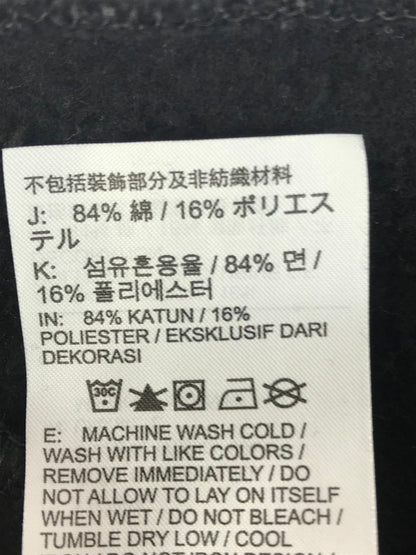 不包括裝飾部分及非紡織材料
J: 84% 綿 / 16% ポリエス
テル
K: 섬유혼용율 / 84% 면 /
16% 폴리에스터
IN: 84% KATUN / 16%
POLIESTER / EKSKLUSIF DARI
DEKORASI
30C
E: MACHINE WASH COLD /
WASH WITH LIKE COLORS /
REMOVE IMMEDIATELY / DO
NOT ALLOW TO LAY ON ITSELF
WHEN WET / DO NOT BLEACH /
TUMBLE DRY LOW / COOL